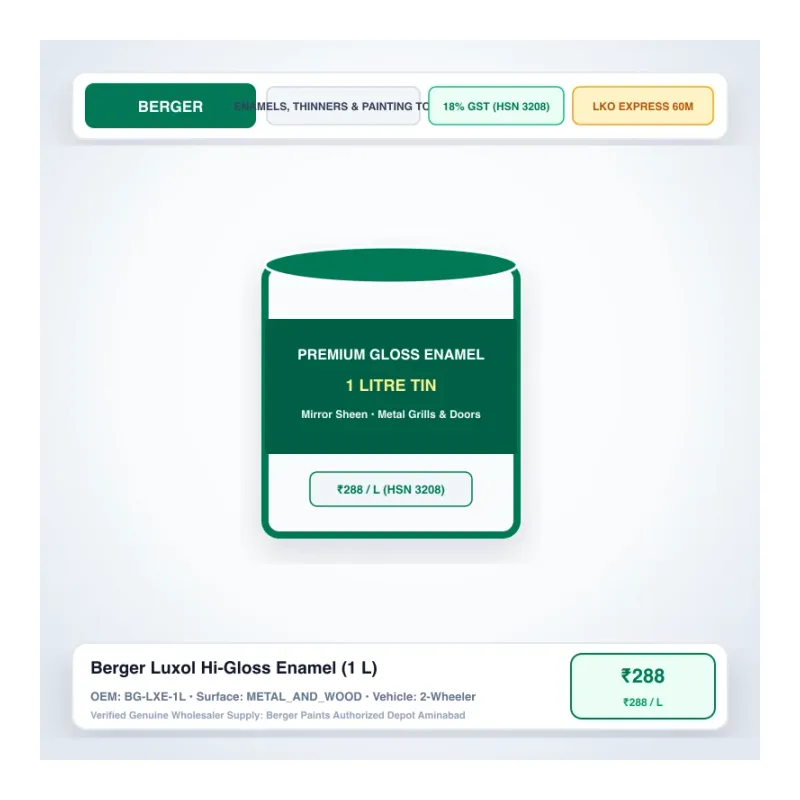 BERGER
ENAMELS, THINNERS & PAINTING TO
18% GST (HSN 3208)
LKO EXPRESS 60M
PREMIUM GLOSS ENAMEL
1 LITRE TIN
Mirror Sheen • Metal Grills & Doors
₹288 / L (HSN 3208)
Berger Luxol Hi-Gloss Enamel (1 L)
₹288
OEM: BG-LXE-1L • Surface: METAL_AND_WOOD • Vehicle: 2-Wheeler
₹288 / L
Verified Genuine Wholesaler Supply: Berger Paints Authorized Depot Aminabad